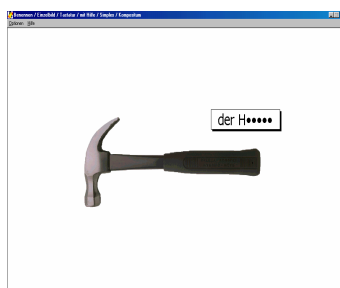 Benennen / Einzelbild / Tastatur / mit Hilfe / Simplex / Kompositum
Optionen Hilfe
der H•••••